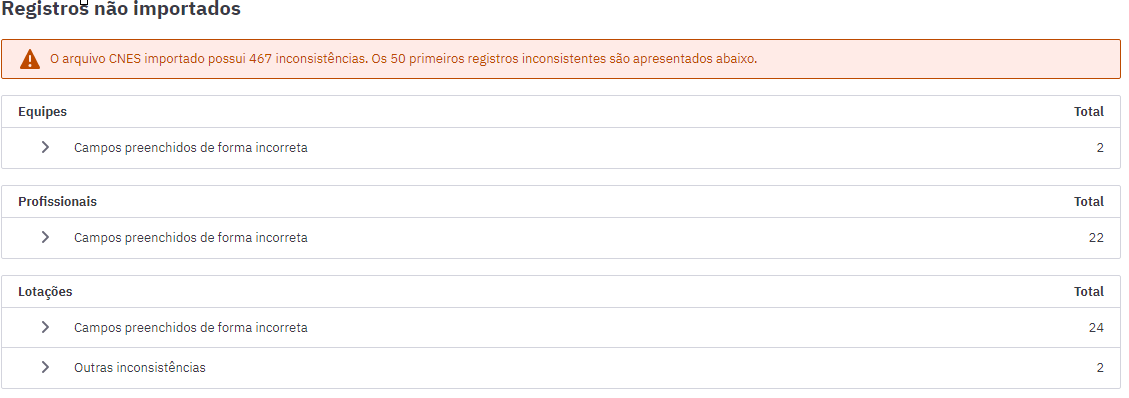 Registros não importados
O arquivo CNES importado possui 467 inconsistências. Os 50 primeiros registros inconsistentes são apresentados abaixo.
Equipes Total
Campos preenchidos de forma incorreta 2
Profissionais Total
Campos preenchidos de forma incorreta 22
Lotações Total
Campos preenchidos de forma incorreta 24
Outras inconsistências 2